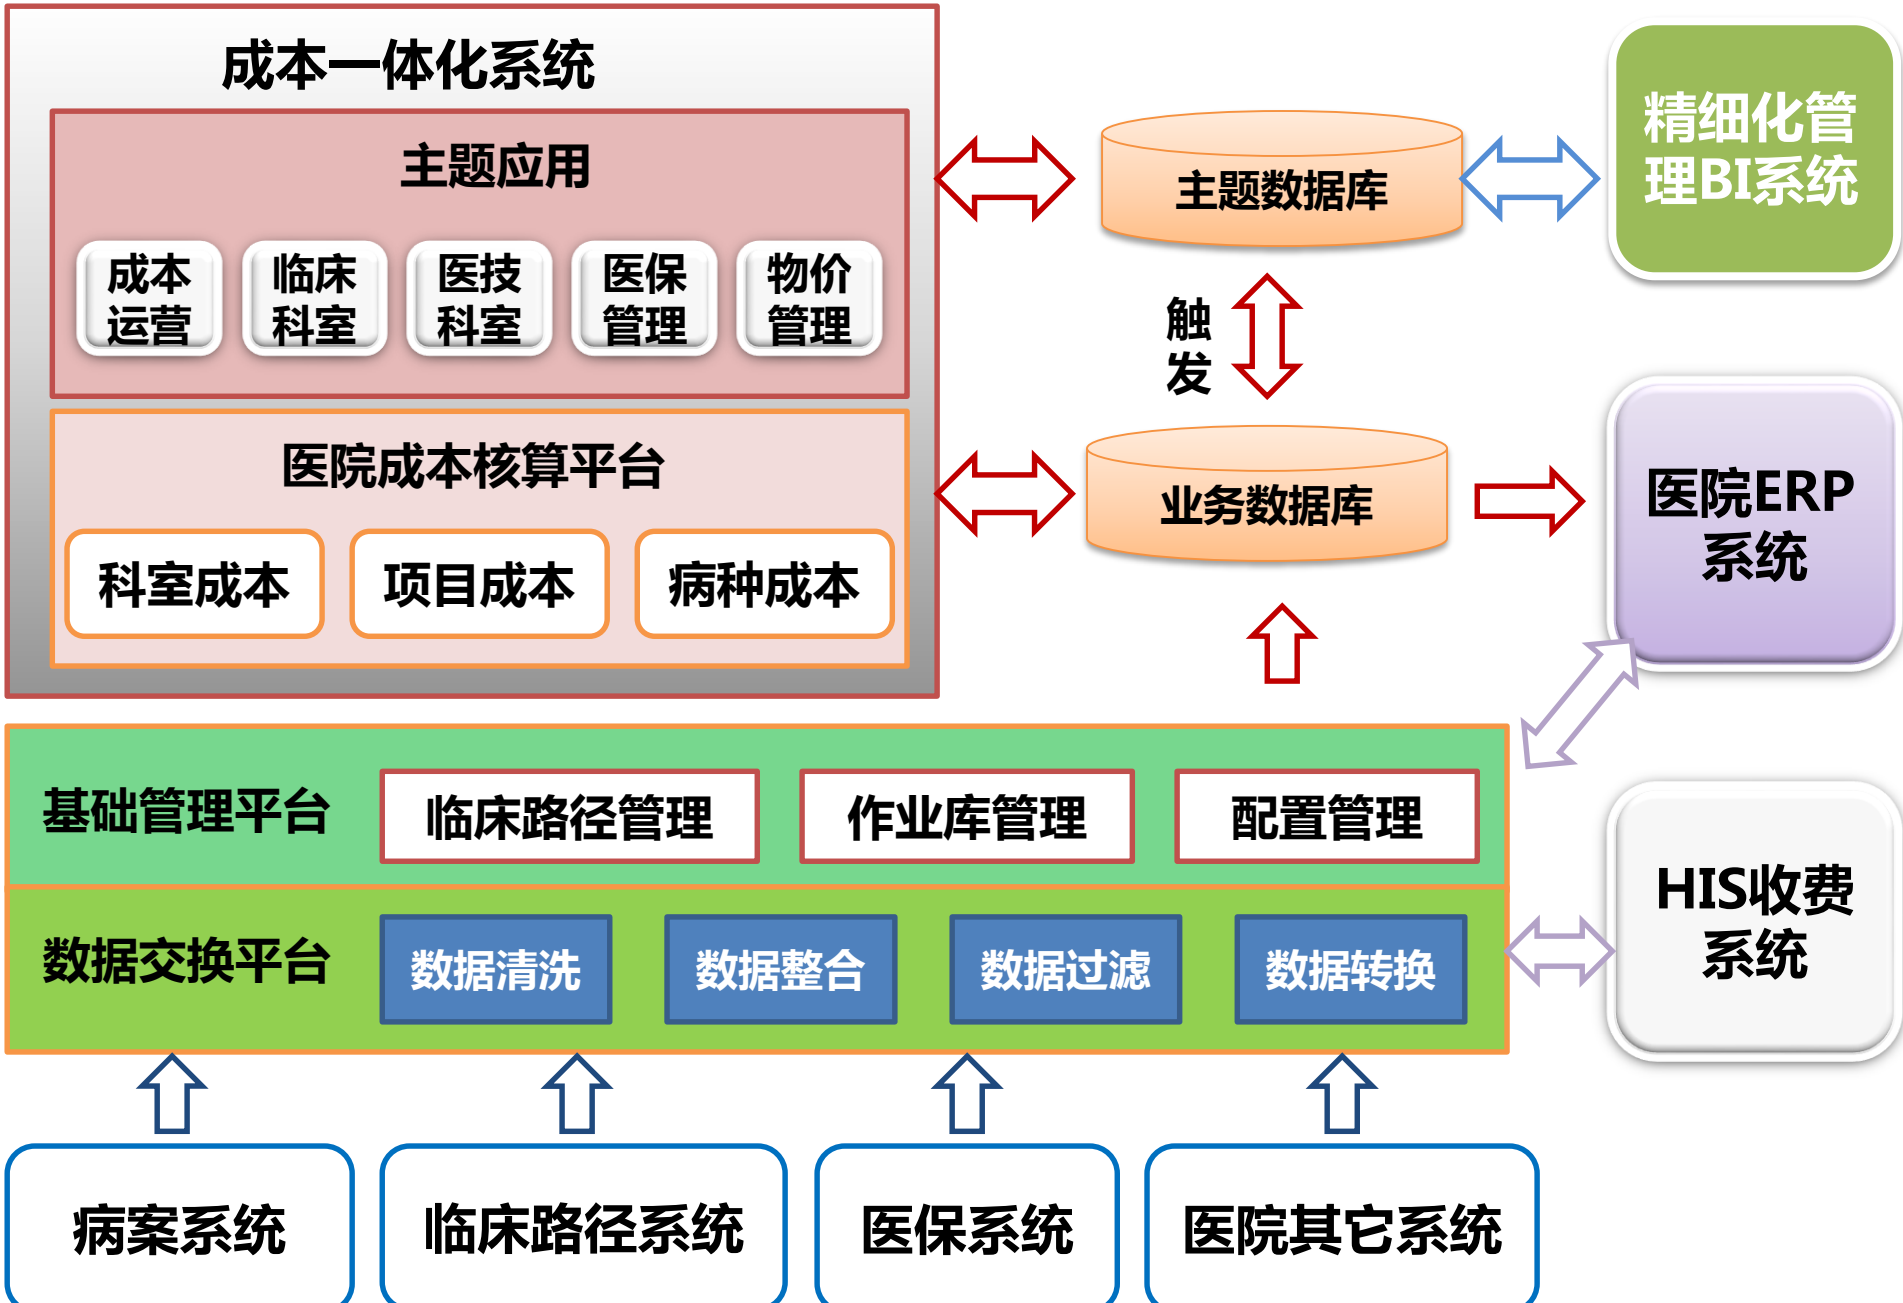 成本一体化系统
主题应用
成本
运营
临床
科室
医技
科室
医保
管理
物价
管理
医院成本核算平台
科室成本
项目成本
病种成本
主题数据库
触
发
业务数据库
精细化管
理BI系统
医院ERP
系统
HIS收费
系统
基础管理平台
临床路径管理
作业库管理
配置管理
数据交换平台
数据清洗
数据整合
数据过滤
数据转换
病案系统
临床路径系统
医保系统
医院其它系统